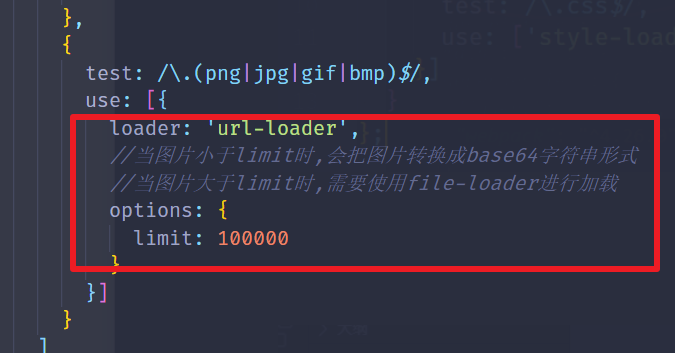 },
{
test: /\.(png|jpg|gif|bmp)$/,
use: [{
loader: 'url-loader',
//当图片小于limit时,会把图片转换成base64字符串形式
//当图片大于limit时,需要使用file-loader进行加载
options: {
limit: 100000
}
}]
}
]
test: /\.css$/,
use: ['style-loa